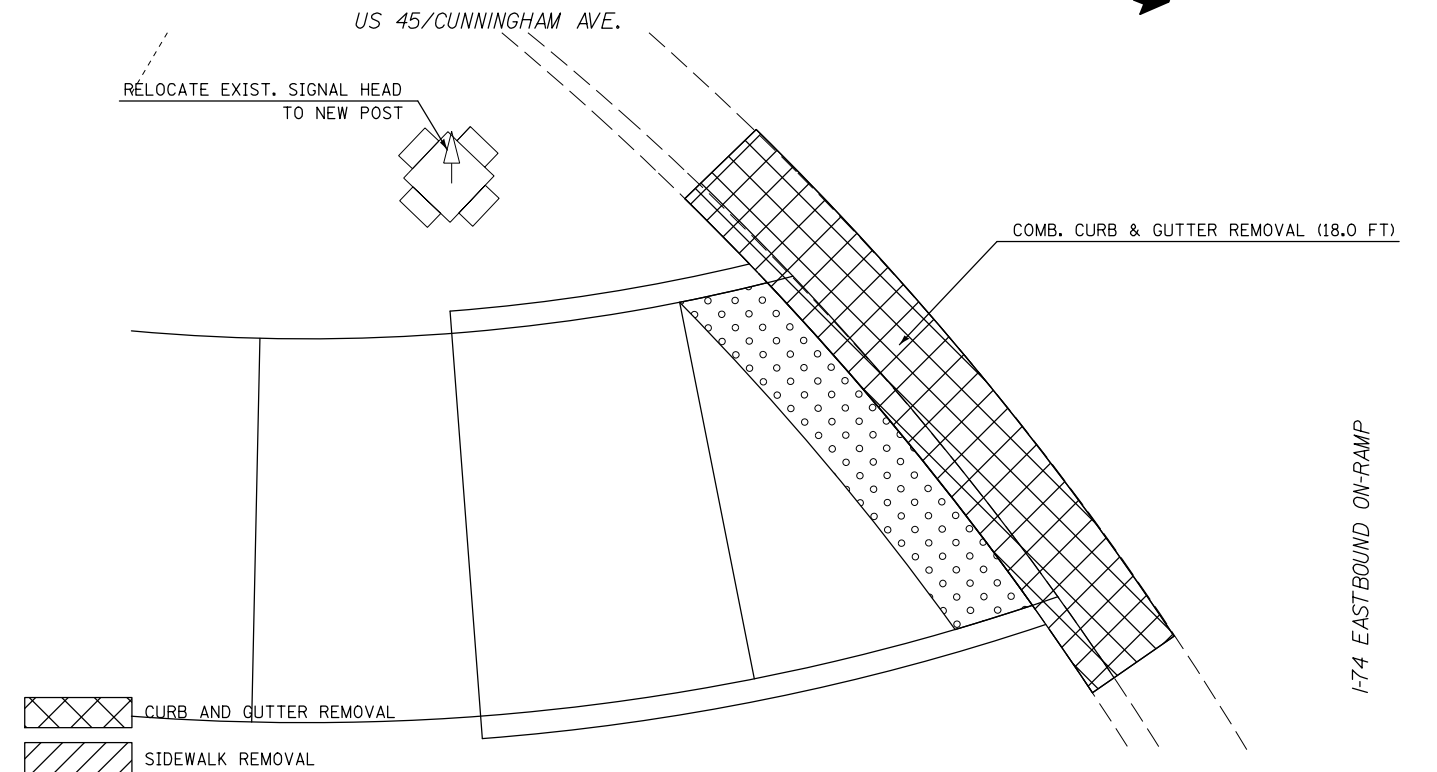 US 45/CUNNINGHAM AVE.
RELOCATE EXIST. SIGNAL HEAD
TO NEW POST
COMB. CURB & GUTTER REMOVAL (18.0 FT)
I-74 EASTBOUND ON-RAMP
CURB AND GUTTER REMOVAL
SIDEWALK REMOVAL